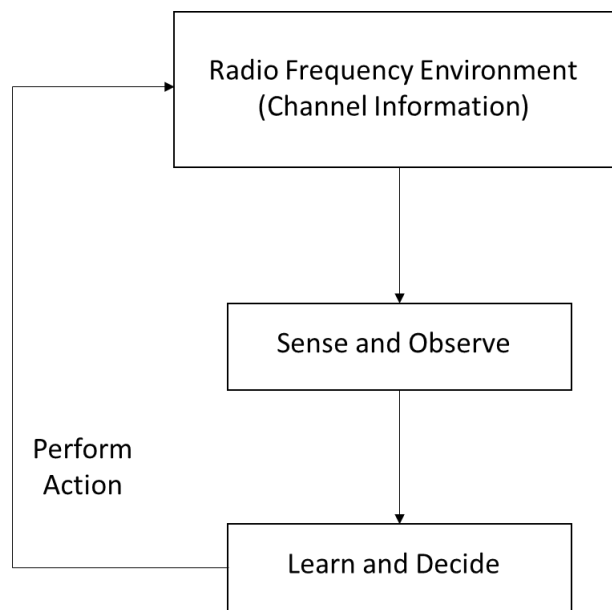 Radio Frequency Environment
(Channel Information)
Sense and Observe
Perform
Action
Learn and Decide